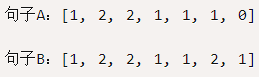 句子A：[1, 2, 2, 1, 1, 1, 0]
句子B：[1, 2, 2, 1, 1, 2, 1]